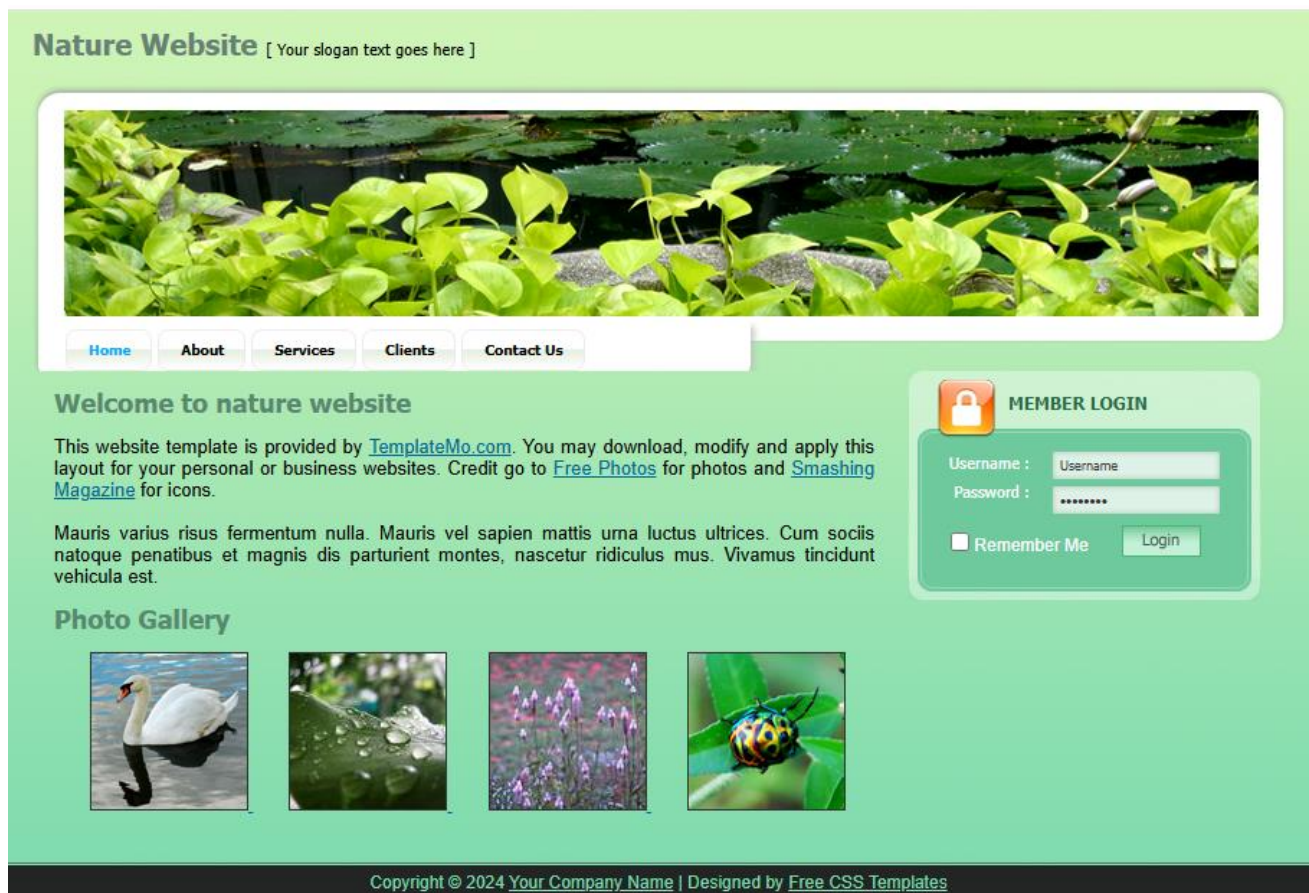 Nature Website [ Your slogan text goes here ]
Home About Services Clients Contact Us
Welcome to nature website
This website template is provided by TemplateMo.com. You may download, modify and apply this
layout for your personal or business websites. Credit go to Free Photos for photos and Smashing
Magazine for icons.
Mauris varius risus fermentum nulla. Mauris vel sapien mattis urna luctus ultrices. Cum sociis
natoque penatibus et magnis dis parturient montes, nascetur ridiculus mus. Vivamus tincidunt
vehicula est.
Photo Gallery
MEMBER LOGIN
Username : Username
Password : ••••••••
Remember Me Login
Copyright © 2024 Your Company Name | Designed by Free CSS Templates